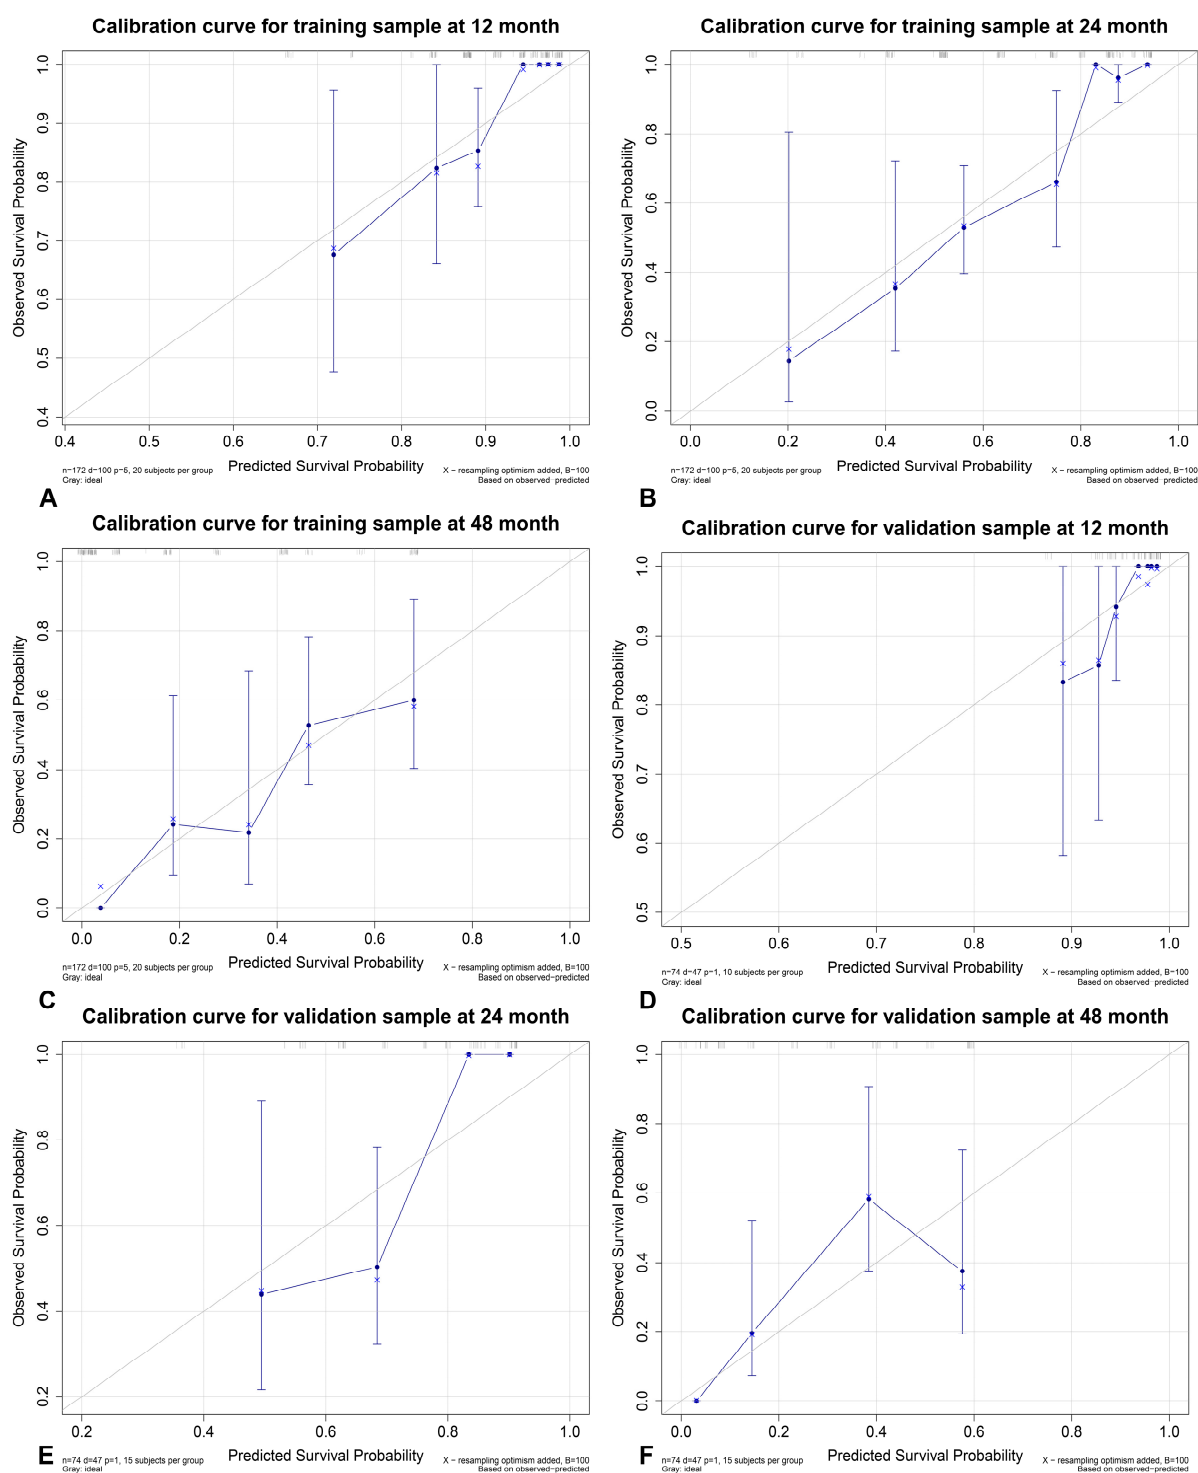 Calibration curve for training sample at 12 month
Observed Survival Probability
1.0
0.9
0.8
0.7
0.6
0.5
0.4
0.4 0.5 0.6 0.7 0.8 0.9 1.0
Predicted Survival Probability
n=172 d=100 p=5, 20 subjects per group
Gray: ideal
X − resampling optimism added, B=100
Based on observed−predicted
A
Calibration curve for training sample at 24 month
Observed Survival Probability
1.0
0.8
0.6
0.4
0.2
0.0
0.0 0.2 0.4 0.6 0.8 1.0
Predicted Survival Probability
n=172 d=100 p=5, 20 subjects per group
Gray: ideal
X − resampling optimism added, B=100
Based on observed−predicted
B
Calibration curve for training sample at 48 month
Observed Survival Probability
1.0
0.8
0.6
0.4
0.2
0.0
0.0 0.2 0.4 0.6 0.8 1.0
Predicted Survival Probability
n=172 d=100 p=5, 20 subjects per group
Gray: ideal
X − resampling optimism added, B=100
Based on observed−predicted
C
Calibration curve for validation sample at 12 month
Observed Survival Probability
1.0
0.9
0.8
0.7
0.6
0.5
0.5 0.6 0.7 0.8 0.9 1.0
Predicted Survival Probability
n=74 d=47 p=1, 10 subjects per group
Gray: ideal
X − resampling optimism added, B=100
Based on observed−predicted
D
Calibration curve for validation sample at 24 month
Observed Survival Probability
1.0
0.8
0.6
0.4
0.2
0.2 0.4 0.6 0.8 1.0
Predicted Survival Probability
n=74 d=47 p=1, 15 subjects per group
Gray: ideal
X − resampling optimism added, B=100
Based on observed−predicted
E
Calibration curve for validation sample at 48 month
Observed Survival Probability
1.0
0.8
0.6
0.4
0.2
0.0
0.0 0.2 0.4 0.6 0.8 1.0
Predicted Survival Probability
n=74 d=47 p=1, 15 subjects per group
Gray: ideal
X − resampling optimism added, B=100
Based on observed−predicted
F